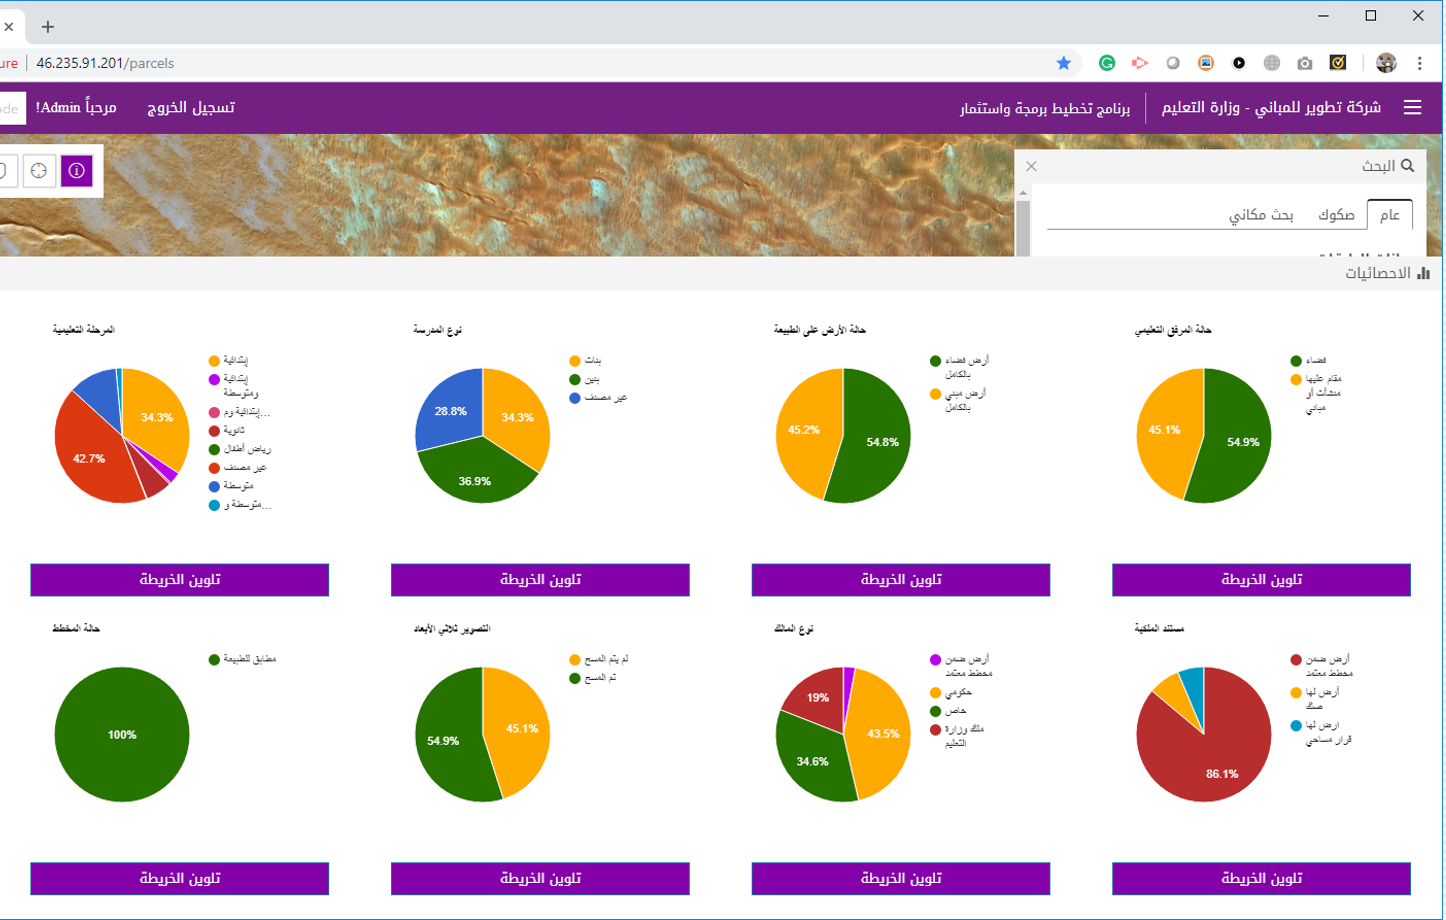 ure | 46.235.91.201/parcels
شركة تطوير للمباني - وزارة التعليم | برنامج تخطيط برمجة واستثمار
تسجيل الخروج
مرحباً Admin!
ode
البحث
عام
صكوك
بحث مكاني
الاحصائيات
حالة المرفق التعليمي
فضاء
مقام عليها
منشآت أو
مباني
45.1%
54.9%
تلوين الخريطة
حالة الأرض على الطبيعة
أرض فضاء
بالكامل
أرض مبني
بالكامل
45.2%
54.8%
تلوين الخريطة
نوع المدرسة
بنات
بنين
غير مصنف
28.8%
34.3%
36.9%
تلوين الخريطة
المرحلة التعليمية
إبتدائية
إبتدائية
ومتوسطة
إبتدائية وم...
ثانوية
رياض أطفال
غير مصنف
متوسطة
متوسطة و...
34.3%
42.7%
تلوين الخريطة
مستند الملكية
أرض ضمن
مخطط معتمد
أرض لها
صك
ارض لها
قرار مساحي
86.1%
تلوين الخريطة
نوع المالك
أرض ضمن
مخطط معتمد
حكومي
خاص
ملك وزارة
التعليم
19%
43.5%
34.6%
تلوين الخريطة
التصوير ثلاثي الأبعاد
لم يتم المسح
تم المسح
45.1%
54.9%
تلوين الخريطة
حالة المخطط
مطابق للطبيعة
100%
تلوين الخريطة